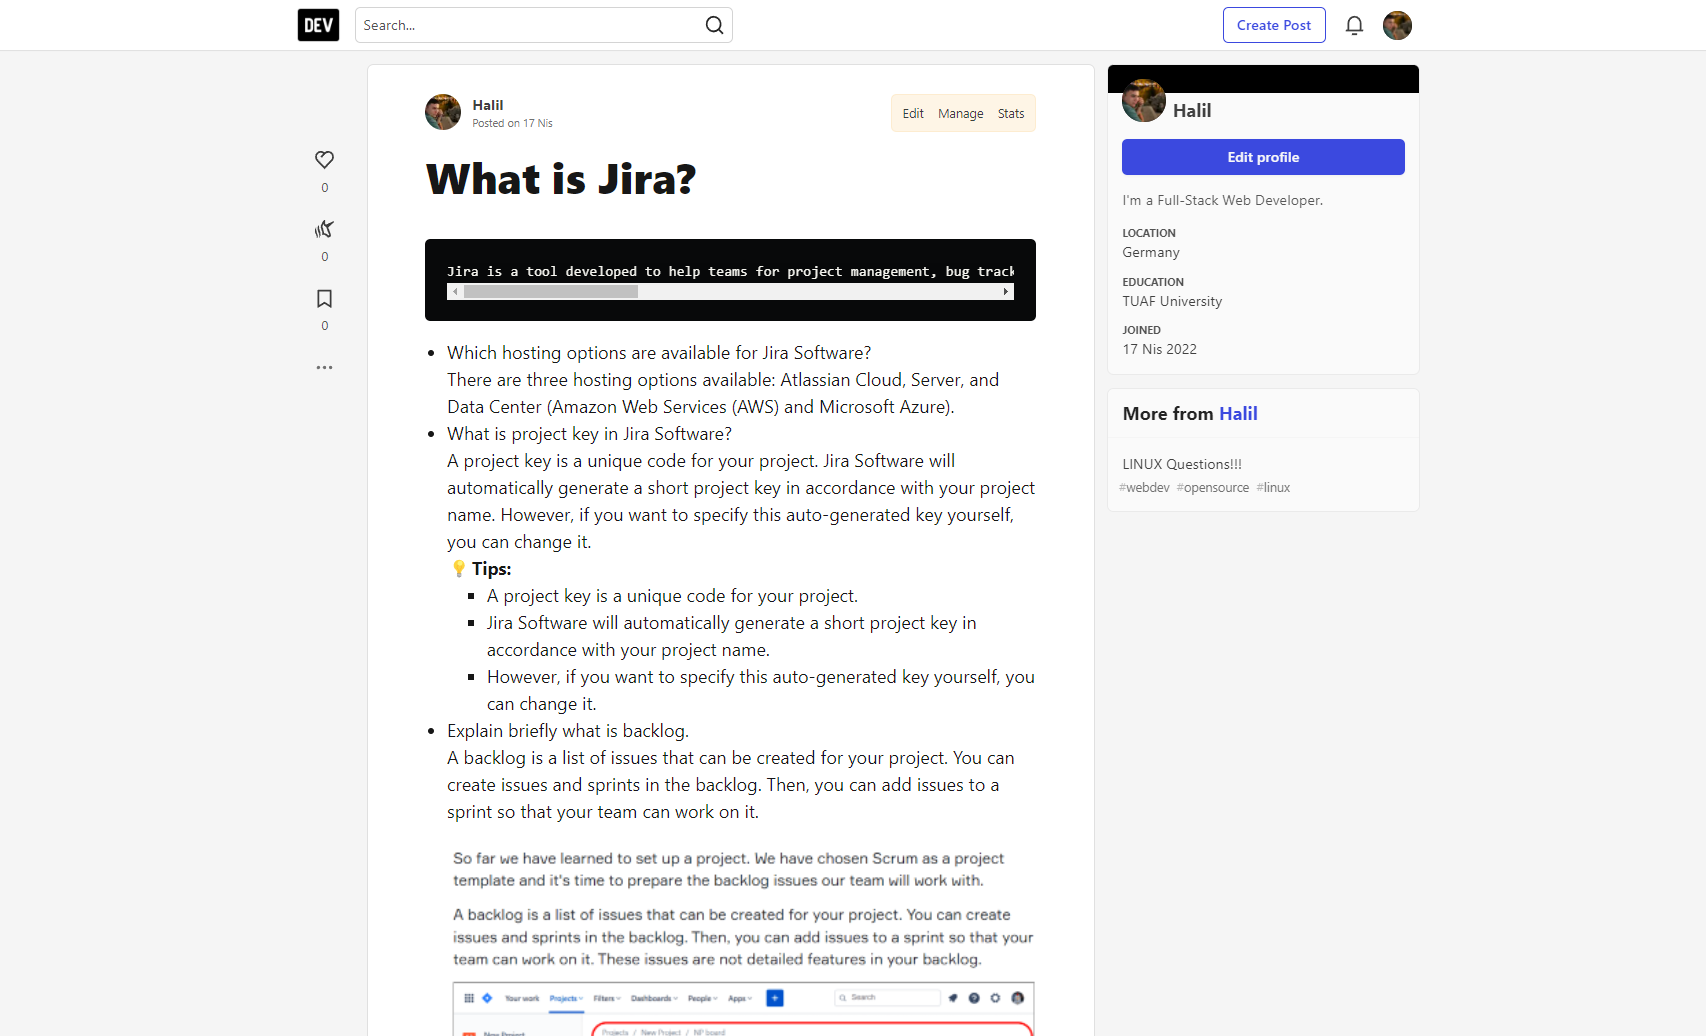 DEV
Search...
Create Post
Halil
Posted on 17 Nis
Edit Manage Stats
What is Jira?
0
0
0
Jira is a tool developed to help teams for project management, bug track
Which hosting options are available for Jira Software?
There are three hosting options available: Atlassian Cloud, Server, and
Data Center (Amazon Web Services (AWS) and Microsoft Azure).
What is project key in Jira Software?
A project key is a unique code for your project. Jira Software will
automatically generate a short project key in accordance with your project
name. However, if you want to specify this auto-generated key yourself,
you can change it.
💡 Tips:
A project key is a unique code for your project.
Jira Software will automatically generate a short project key in
accordance with your project name.
However, if you want to specify this auto-generated key yourself, you
can change it.
Explain briefly what is backlog.
A backlog is a list of issues that can be created for your project. You can
create issues and sprints in the backlog. Then, you can add issues to a
sprint so that your team can work on it.
So far we have learned to set up a project. We have chosen Scrum as a project
template and it's time to prepare the backlog issues our team will work with.
A backlog is a list of issues that can be created for your project. You can create
issues and sprints in the backlog. Then, you can add issues to a sprint so that your
team can work on it. These issues are not detailed features in your backlog.
Your work Projects Filters Dashboards People Apps + Search
New Project
Projects / New Project / NP board
Halil
Edit profile
I'm a Full-Stack Web Developer.
LOCATION
Germany
EDUCATION
TUAF University
JOINED
17 Nis 2022
More from Halil
LINUX Questions!!!
#webdev #opensource #linux